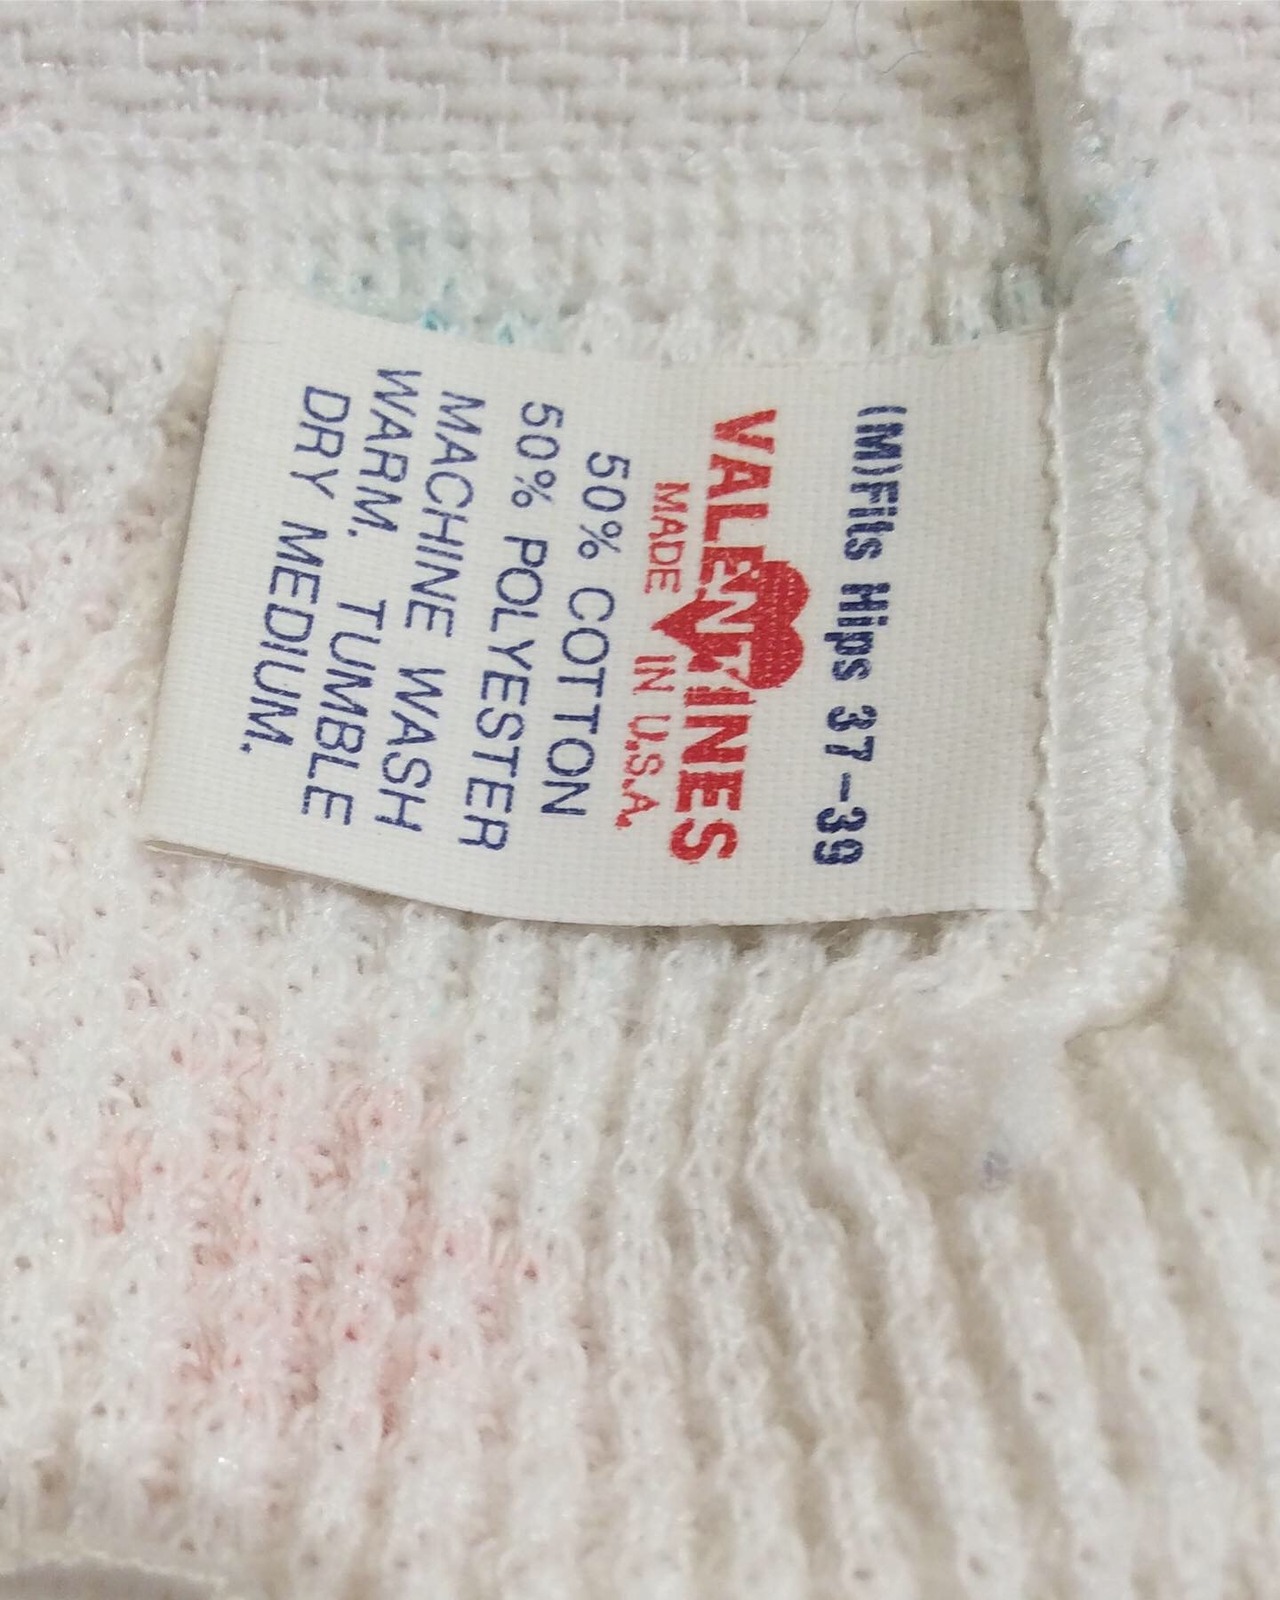 (M)Fits Hips 37-39
VALENTINES
MADE IN U.S.A.
50% COTTON
50% POLYESTER
MACHINE WASH
WARM, TUMBLE
DRY MEDIUM.